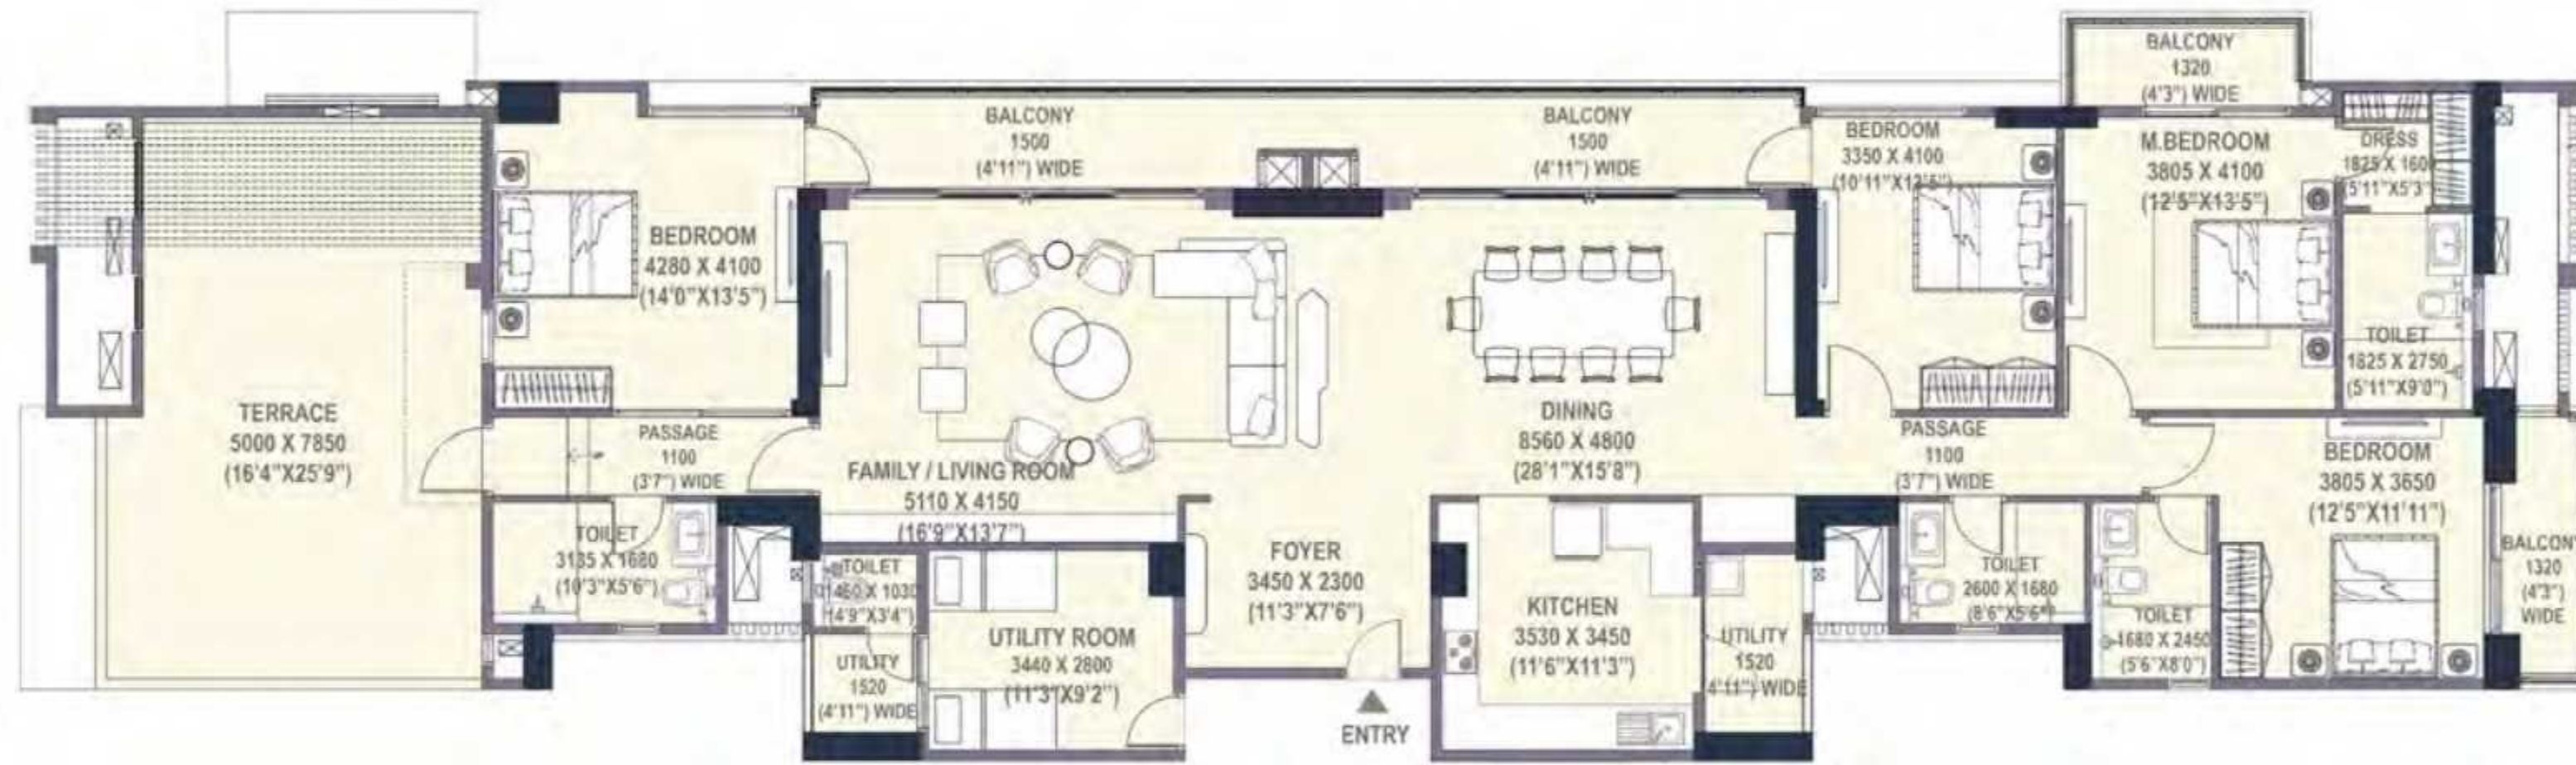 BALCONY
1320
(4'3") WIDE
BALCONY
1500
(4'11") WIDE
BALCONY
1500
(4'11") WIDE
BEDROOM
3350 X 4100
(10'11"X13'5")
M.BEDROOM
3805 X 4100
(12'5"X13'5")
DRESS
1825 X 160
(5'11"X5'3"
BEDROOM
4280 X 4100
(14'0"X13'5")
TOILET
1825 X 2750
(5'11"X9'0")
TERRACE
5000 X 7850
(16'4"X25'9")
PASSAGE
1100
(3'7") WIDE
FAMILY / LIVING ROOM
5110 X 4150
(16'9"X13'7")
DINING
8560 X 4800
(28'1"X15'8")
PASSAGE
1100
(3'7") WIDE
BEDROOM
3805 X 3650
(12'5"X11'11")
TOILET
3135 X 1680
(10'3"X5'6")
TOILET
1460 X 1030
(4'9"X3'4")
UTILITY ROOM
3440 X 2800
(11'3"X9'2")
UTILITY
1520
(4'11") WIDE
FOYER
3450 X 2300
(11'3"X7'6")
ENTRY
KITCHEN
3530 X 3450
(11'6"X11'3")
UTILITY
1520
4'11") WIDE
TOILET
2600 X 1680
(8'6"X5'6")
TOILET
1680 X 2450
(5'6"X8'0")
BALCONY
1320
(4'3")
WIDE